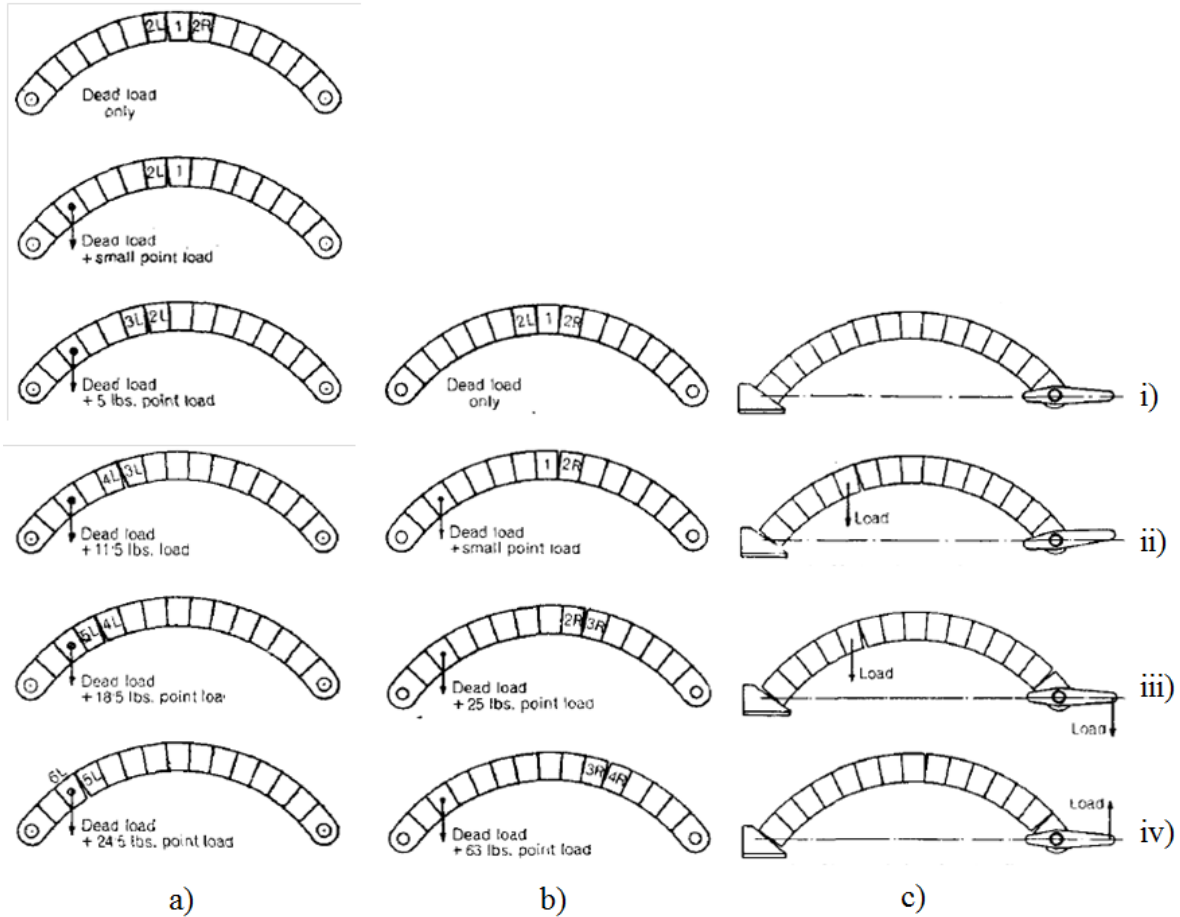 2L 1 2R
Dead load
only
2L 1
Dead load
+small point load
3L 2L
Dead load
+ 5 lbs. point load
4L 3L
Dead load
+11·5 lbs. load
5L 4L
Dead load
+18·5 lbs. point loa
6L 5L
Dead load
+ 24·5 lbs. point load
a)
2L 1 2R
Dead load
only
1 2R
Dead load
+small point load
2R 3R
Dead load
+ 25 lbs. point load
3R 4R
Dead load
+ 63 lbs. point load
b)
i)
Load
ii)
Load
Load
iii)
Load
iv)
c)